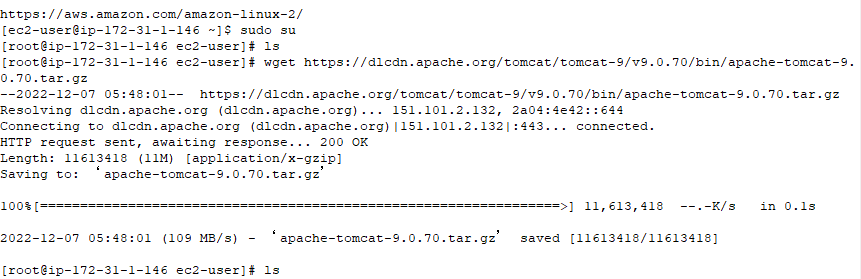 https://aws.amazon.com/amazon-linux-2/
[ec2-user@ip-172-31-1-146 ~]$ sudo su
[root@ip-172-31-1-146 ec2-user]# ls
[root@ip-172-31-1-146 ec2-user]# wget https://dlcdn.apache.org/tomcat/tomcat-9/v9.0.70/bin/apache-tomcat-9.
0.70.tar.gz
--2022-12-07 05:48:01--  https://dlcdn.apache.org/tomcat/tomcat-9/v9.0.70/bin/apache-tomcat-9.0.70.tar.gz
Resolving dlcdn.apache.org (dlcdn.apache.org)... 151.101.2.132, 2a04:4e42::644
Connecting to dlcdn.apache.org (dlcdn.apache.org)|151.101.2.132|:443... connected.
HTTP request sent, awaiting response... 200 OK
Length: 11613418 (11M) [application/x-gzip]
Saving to: ‘apache-tomcat-9.0.70.tar.gz’
100%[=================================================================>] 11,613,418  --.-K/s   in 0.1s
2022-12-07 05:48:01 (109 MB/s) - ‘apache-tomcat-9.0.70.tar.gz’ saved [11613418/11613418]
[root@ip-172-31-1-146 ec2-user]# ls